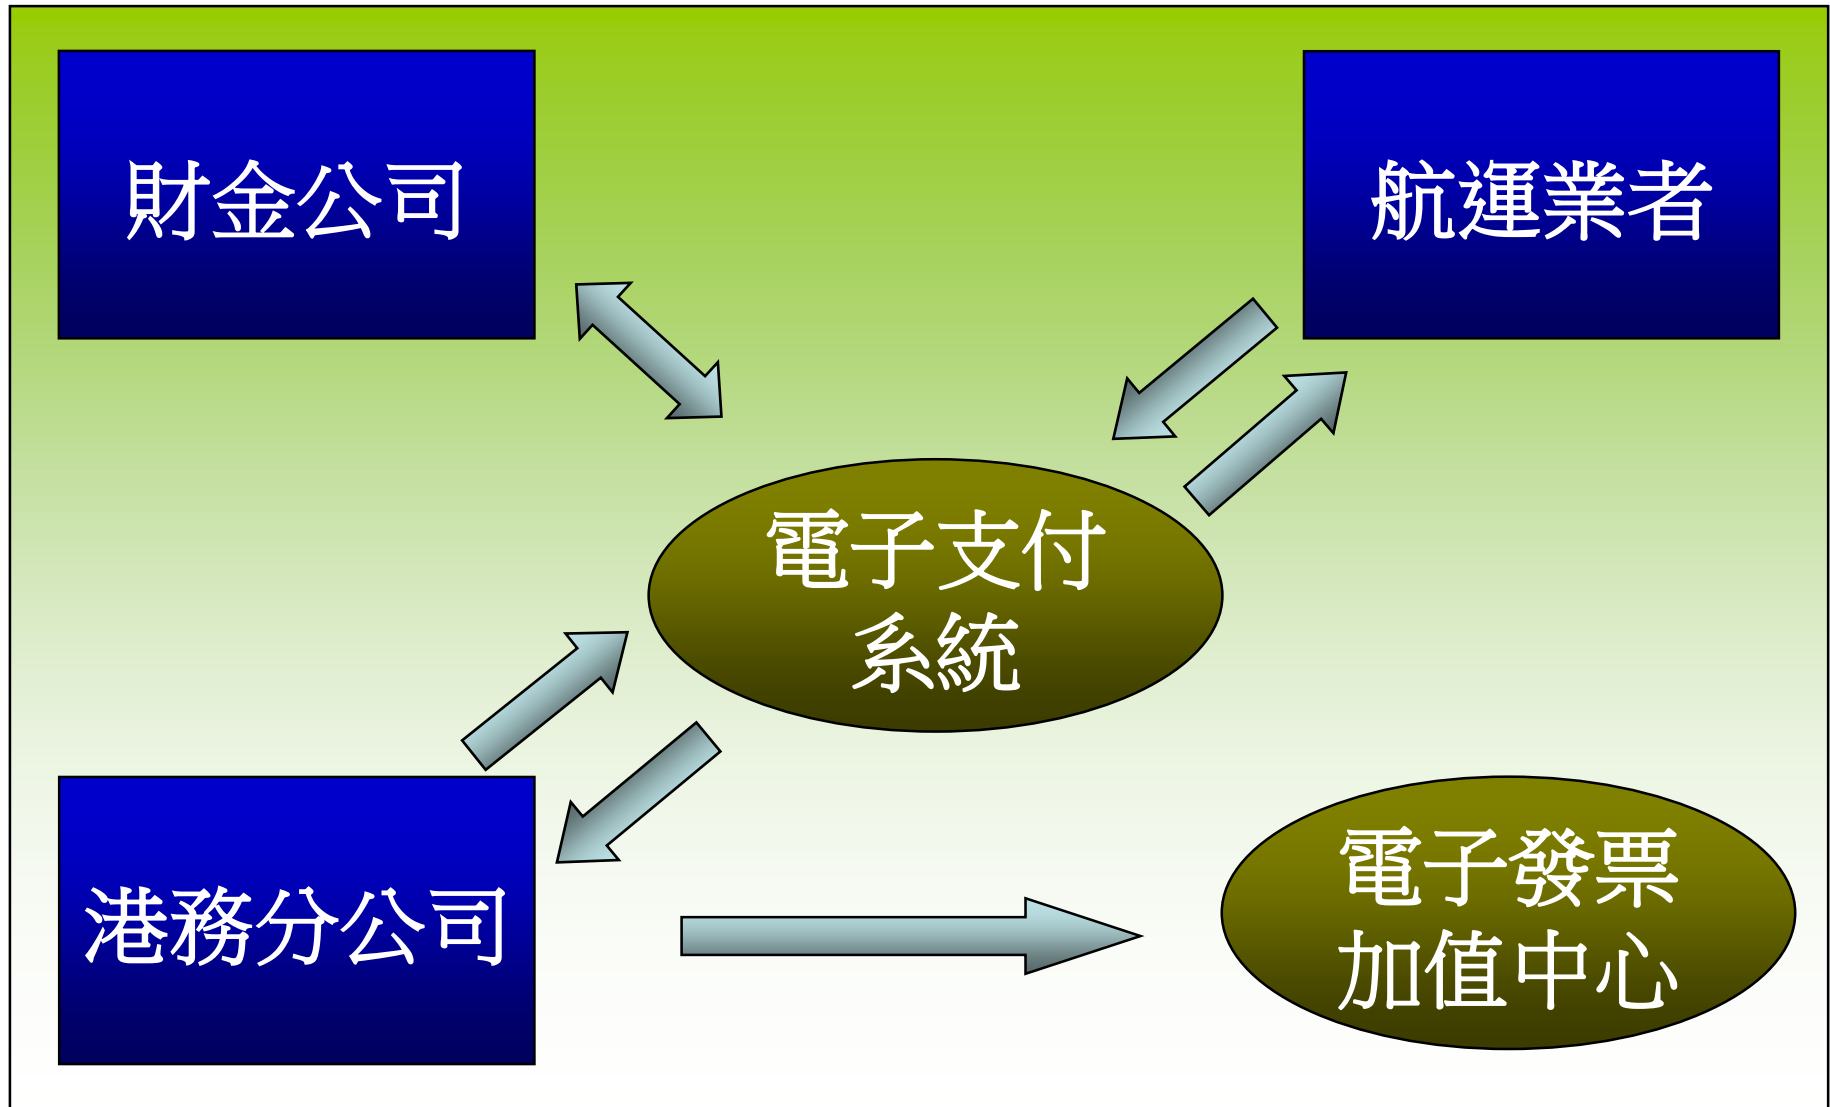 財金公司
航運業者
電子支付
系統
港務分公司
電子發票
加值中心